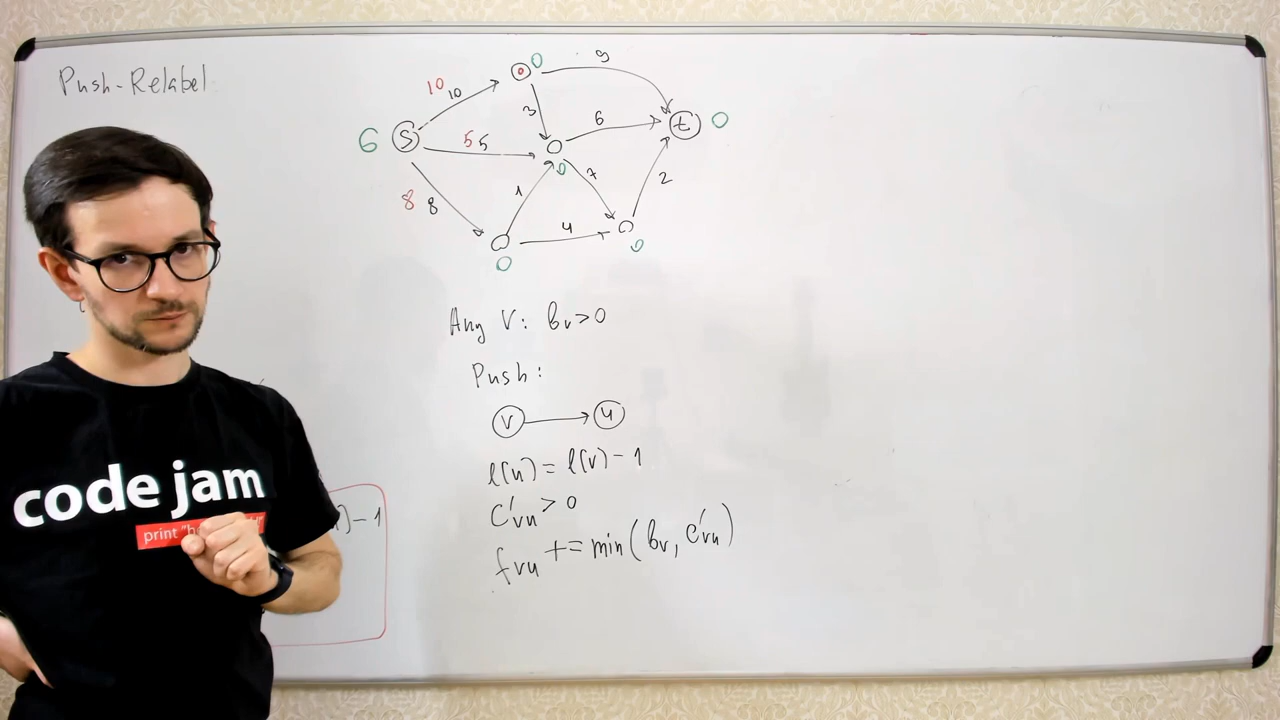 Push-Relabel
0
9
10
10
3
6
6
S
5
5
t
0
0
1
7
2
8
8
4
0
0
Any V: bv>0
Push:
V
u
l(u) = l(v) - 1
C'vu > 0
fvu += min(bv, C'vu)
) - 1
code jam
print "he